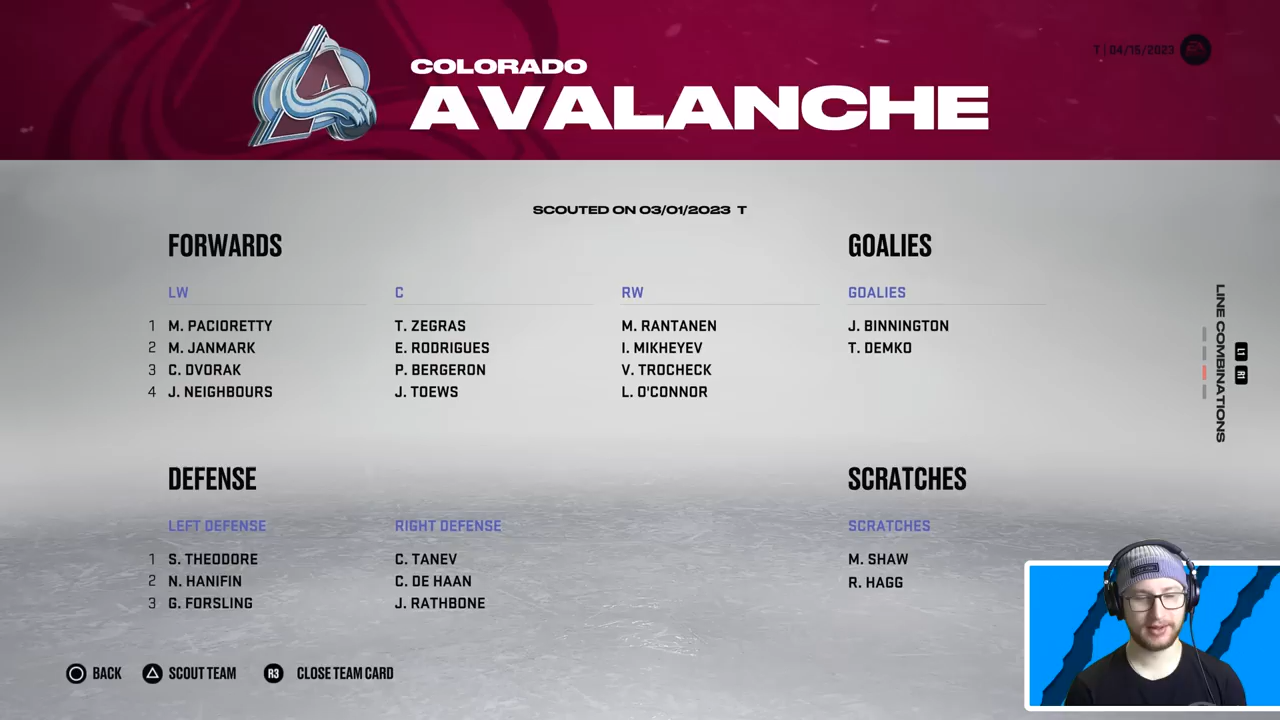 COLORADO
AVALANCHE
T | 04/15/2023
SCOUTED ON 03/01/2023 T
FORWARDS
LW C RW
1 M. PACIORETTY T. ZEGRAS M. RANTANEN
2 M. JANMARK E. RODRIGUES I. MIKHEYEV
3 C. DVORAK P. BERGERON V. TROCHECK
4 J. NEIGHBOURS J. TOEWS L. O'CONNOR
GOALIES
GOALIES
J. BINNINGTON
T. DEMKO
LINE COMBINATIONS
L1
R1
DEFENSE
LEFT DEFENSE RIGHT DEFENSE
1 S. THEODORE C. TANEV
2 N. HANIFIN C. DE HAAN
3 G. FORSLING J. RATHBONE
SCRATCHES
SCRATCHES
M. SHAW
R. HAGG
BACK SCOUT TEAM R3 CLOSE TEAM CARD